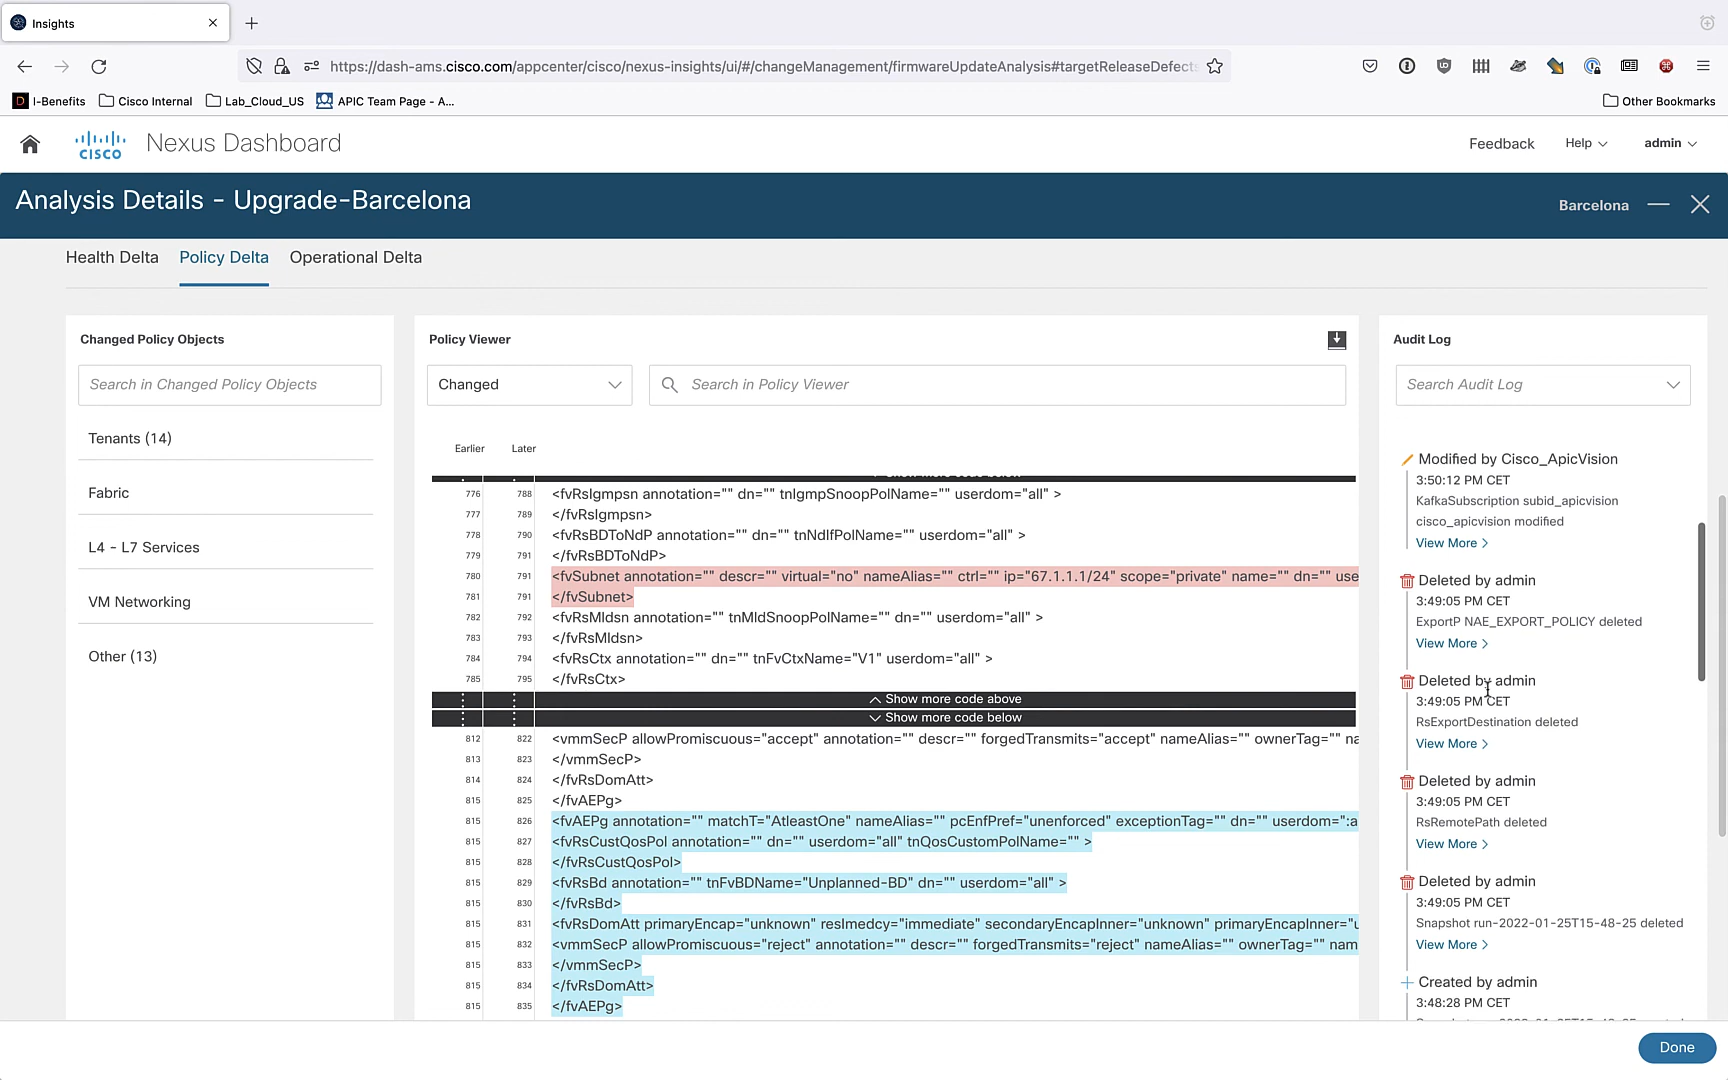 Insights
https://dash-ams.cisco.com/appcenter/cisco/nexus-insights/ui/#/changeManagement/firmwareUpdateAnalysis#targetReleaseDefects
I-Benefits
Cisco Internal
Lab_Cloud_US
APIC Team Page - A...
Other Bookmarks
cisco
Nexus Dashboard
Feedback
Help
admin
Analysis Details - Upgrade-Barcelona
Barcelona
Health Delta
Policy Delta
Operational Delta
Changed Policy Objects
Search in Changed Policy Objects
Tenants (14)
Fabric
L4 - L7 Services
VM Networking
Other (13)
Policy Viewer
Changed
Search in Policy Viewer
Earlier Later
776 788 <fvRsIgmpsn annotation="" dn="" tnIgmpSnoopPolName="" userdom="all" >
777 789 </fvRsIgmpsn>
778 790 <fvRsBDToNdP annotation="" dn="" tnNdIfPolName="" userdom="all" >
779 791 </fvRsBDToNdP>
780 791 <fvSubnet annotation="" descr="" virtual="no" nameAlias="" ctrl="" ip="67.1.1.1/24" scope="private" name="" dn="" use
781 791 </fvSubnet>
782 792 <fvRsMldsn annotation="" tnMldSnoopPolName="" dn="" userdom="all" >
783 793 </fvRsMldsn>
784 794 <fvRsCtx annotation="" dn="" tnFvCtxName="V1" userdom="all" >
785 795 </fvRsCtx>
Show more code above
Show more code below
812 822 <vmmSecP allowPromiscuous="accept" annotation="" descr="" forgedTransmits="accept" nameAlias="" ownerTag="" na
813 823 </vmmSecP>
814 824 </fvRsDomAtt>
815 825 </fvAEPg>
815 826 <fvAEPg annotation="" matchT="AtleastOne" nameAlias="" pcEnfPref="unenforced" exceptionTag="" dn="" userdom=":a
815 827 <fvRsCustQosPol annotation="" dn="" userdom="all" tnQosCustomPolName="" >
815 828 </fvRsCustQosPol>
815 829 <fvRsBd annotation="" tnFvBDName="Unplanned-BD" dn="" userdom="all" >
815 830 </fvRsBd>
815 831 <fvRsDomAtt primaryEncap="unknown" resImedcy="immediate" secondaryEncapInner="unknown" primaryEncapInner="u
815 832 <vmmSecP allowPromiscuous="reject" annotation="" descr="" forgedTransmits="reject" nameAlias="" ownerTag="" nam
815 833 </vmmSecP>
815 834 </fvRsDomAtt>
815 835 </fvAEPg>
Audit Log
Search Audit Log
Modified by Cisco_ApicVision
3:50:12 PM CET
KafkaSubscription subid_apicvision
cisco_apicvision modified
View More >
Deleted by admin
3:49:05 PM CET
ExportP NAE_EXPORT_POLICY deleted
View More >
Deleted by admin
3:49:05 PM CET
RsExportDestination deleted
View More >
Deleted by admin
3:49:05 PM CET
RsRemotePath deleted
View More >
Deleted by admin
3:49:05 PM CET
Snapshot run-2022-01-25T15-48-25 deleted
View More >
Created by admin
3:48:28 PM CET
Done